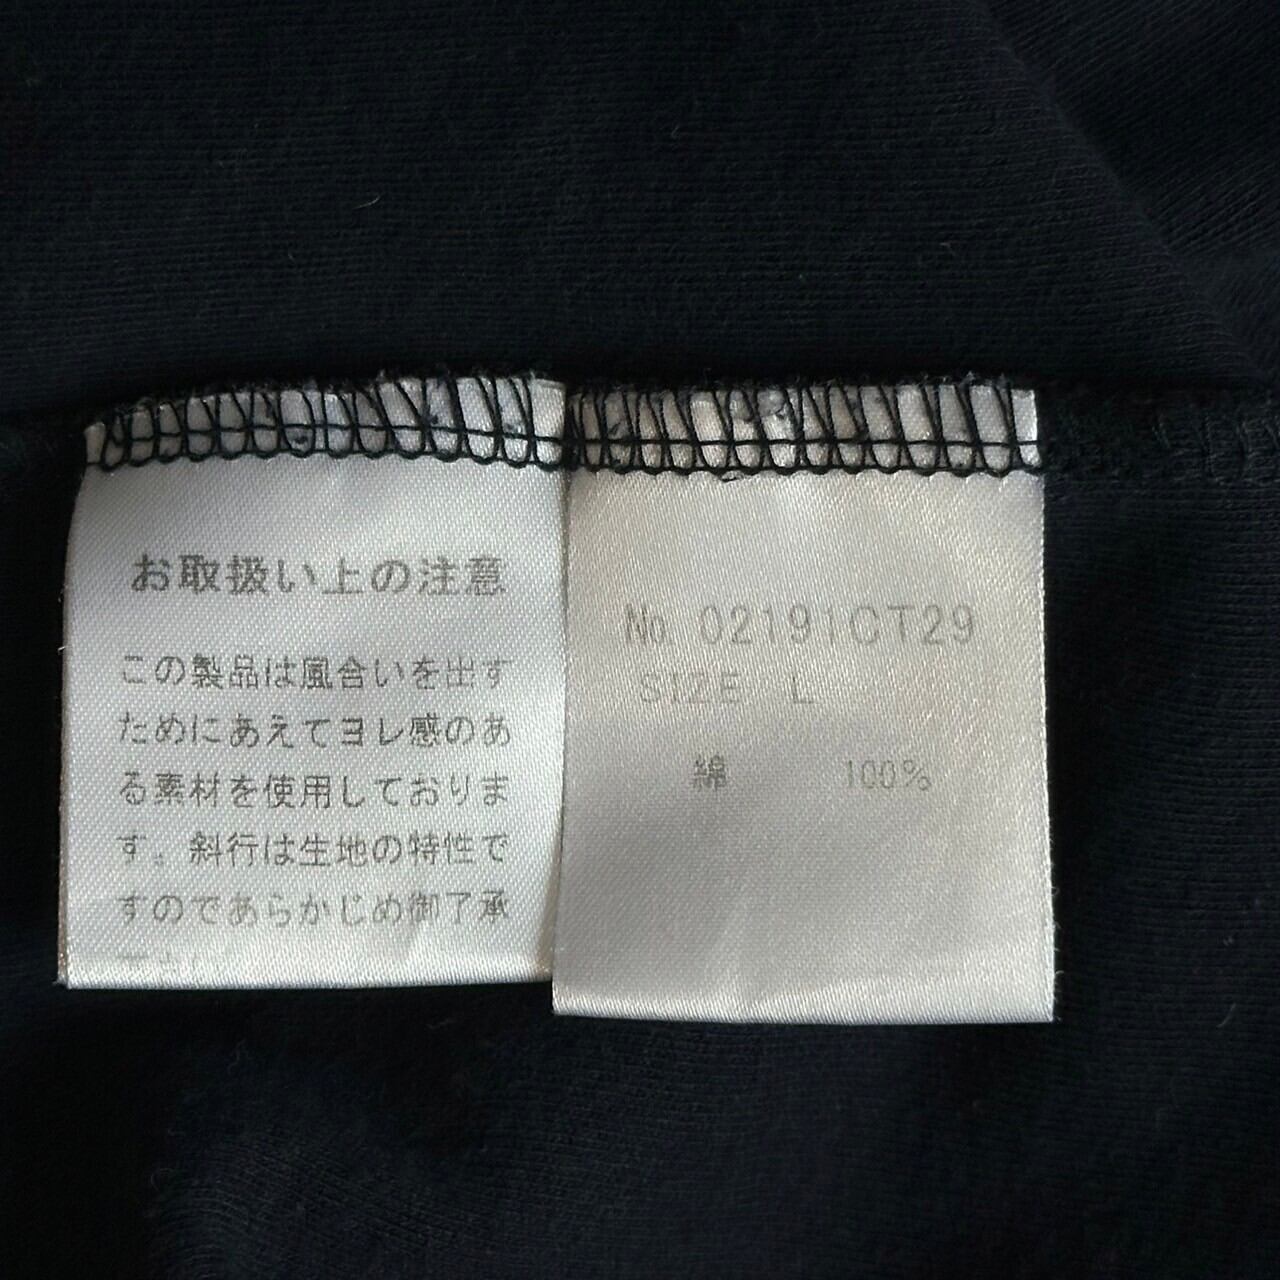 お取扱い上の注意
この製品は風合いを出す
ためにあえてヨレ感のあ
る素材を使用しておりま
す。斜行は生地の特性で
すのであらかじめ御了承
No. 02191CT29
SIZE L
綿 100%